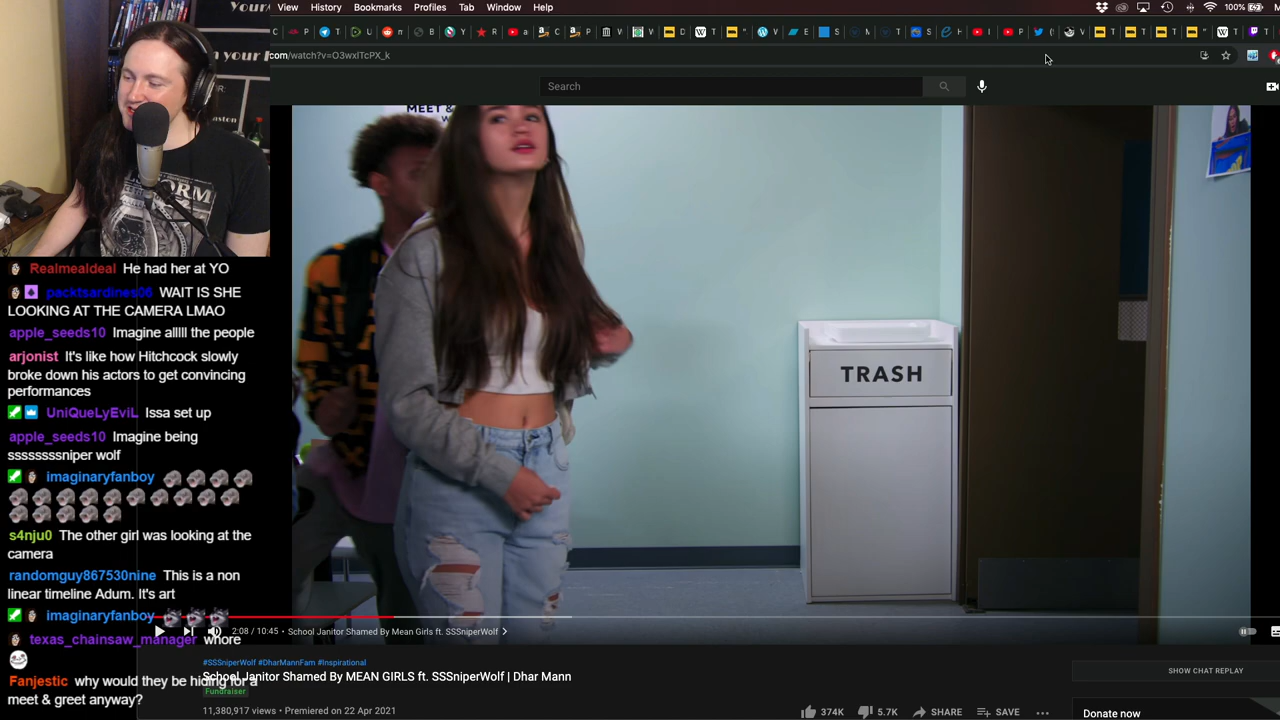 View History Bookmarks Profiles Tab Window Help 100%
com/watch?v=O3wxlTcPX_k
Search
MEET &
TRASH
Realmealdeal He had her at YO
packtsardines06 WAIT IS SHE
LOOKING AT THE CAMERA LMAO
apple_seeds10 Imagine alllll the people
arjonist It's like how Hitchcock slowly
broke down his actors to get convincing
performances
UniQueLyEviL Issa set up
apple_seeds10 Imagine being
sssssssssniper wolf
imaginaryfanboy
s4nju0 The other girl was looking at the
camera
randomguy867530nine This is a non
linear timeline Adum. It's art
imaginaryfanboy
texas_chainsaw_manager whore
Fanjestic why would they be hiding for a
meet & greet anyway?
2:08 / 10:45 • School Janitor Shamed By Mean Girls ft. SSSniperWolf
#SSSniperWolf #DharMannFam #Inspirational
School Janitor Shamed By MEAN GIRLS ft. SSSniperWolf | Dhar Mann
Fundraiser
11,380,917 views • Premiered on 22 Apr 2021
374K 5.7K SHARE SAVE
SHOW CHAT REPLAY
Donate now